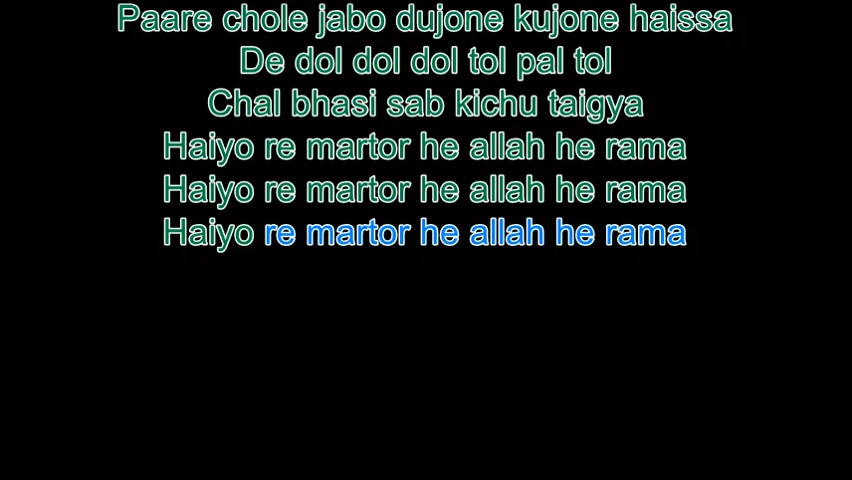 Paare chole jabo dujone kujone haissa
De dol dol dol tol pal tol
Chal bhasi sab kichu taigya
Haiyo re martor he allah he rama
Haiyo re martor he allah he rama
Haiyo re martor he allah he rama